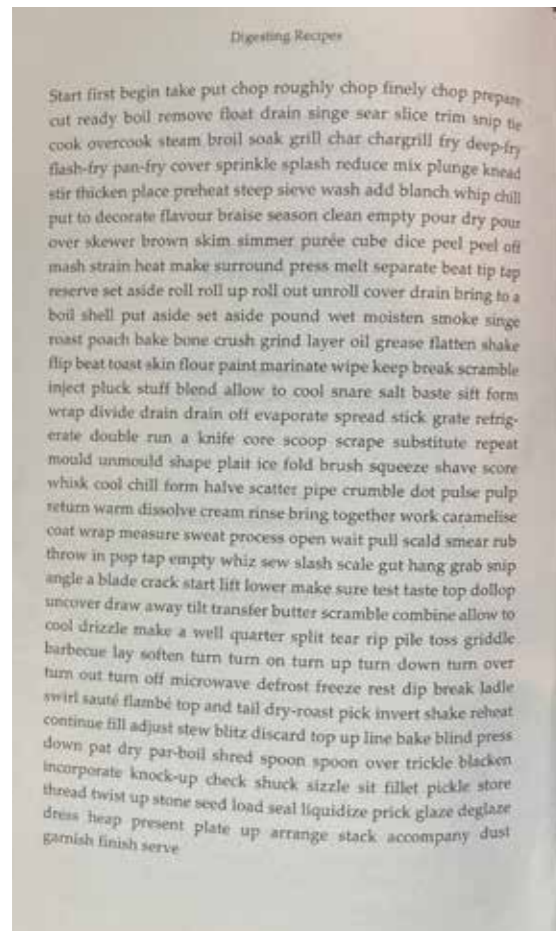 Digesting Recipes
Start first begin take put chop roughly chop finely chop prepare
cut ready boil remove float drain singe sear slice trim snip tie
cook overcook steam broil soak grill char chargrill fry deep-fry
flash-fry pan-fry cover sprinkle splash reduce mix plunge knead
stir thicken place preheat steep sieve wash add blanch whip chill
put to decorate flavour braise season clean empty pour dry pour
over skewer brown skim simmer purée cube dice peel peel off
mash strain heat make surround press melt separate beat tip tap
reserve set aside roll roll up roll out unroll cover drain bring to a
boil shell put aside set aside pound wet moisten smoke singe
roast poach bake bone crush grind layer oil grease flatten shake
flip beat toast skin flour paint marinate wipe keep break scramble
inject pluck stuff blend allow to cool snare salt baste sift form
wrap divide drain drain off evaporate spread stick grate refrig-
erate double run a knife core scoop scrape substitute repeat
mould unmould shape plait ice fold brush squeeze shave score
whisk cool chill form halve scatter pipe crumble dot pulse pulp
return warm dissolve cream rinse bring together work caramelise
coat wrap measure sweat process open wait pull scald smear rub
throw in pop tap empty whiz sew slash scale gut hang grab snip
angle a blade crack start lift lower make sure test taste top dollop
uncover draw away tilt transfer butter scramble combine allow to
cool drizzle make a well quarter split tear rip pile toss griddle
barbecue lay soften turn turn on turn up turn down turn over
turn out turn off microwave defrost freeze rest dip break ladle
swirl sauté flambé top and tail dry-roast pick invert shake reheat
continue fill adjust stew blitz discard top up line bake blind press
down pat dry par-boil shred spoon spoon over trickle blacken
incorporate knock-up check shuck sizzle sit fillet pickle store
thread twist up stone seed load seal liquidize prick glaze deglaze
dress heap present plate up arrange stack accompany dust
garnish finish serve